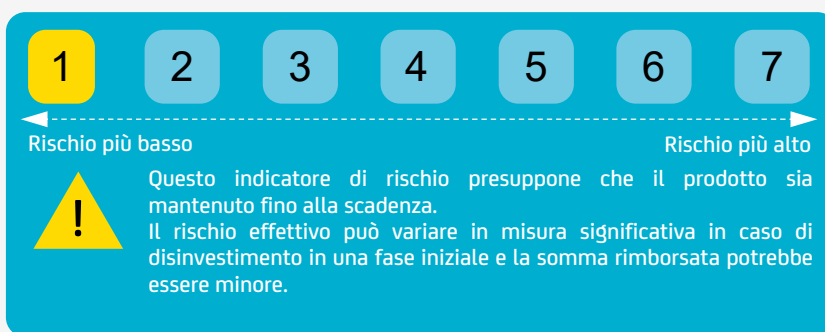 1 2 3 4 5 6 7
Rischio più basso Rischio più alto
!
Questo indicatore di rischio presuppone che il prodotto sia
mantenuto fino alla scadenza.
Il rischio effettivo può variare in misura significativa in caso di
disinvestimento in una fase iniziale e la somma rimborsata potrebbe
essere minore.